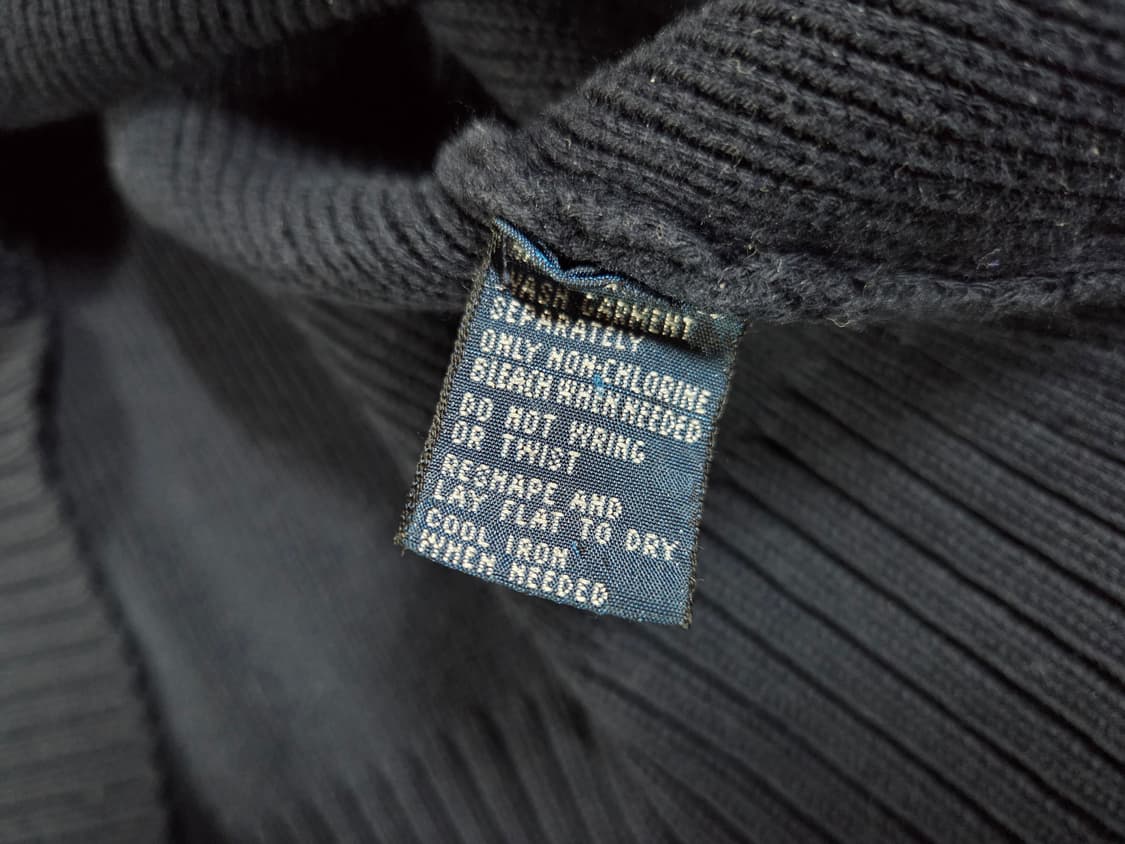 WASH GARMENT
SEPARATELY
ONLY NON-CHLORINE
BLEACH WHEN NEEDED
DO NOT WRING
OR TWIST
RESHAPE AND
LAY FLAT TO DRY
COOL IRON
WHEN NEEDED